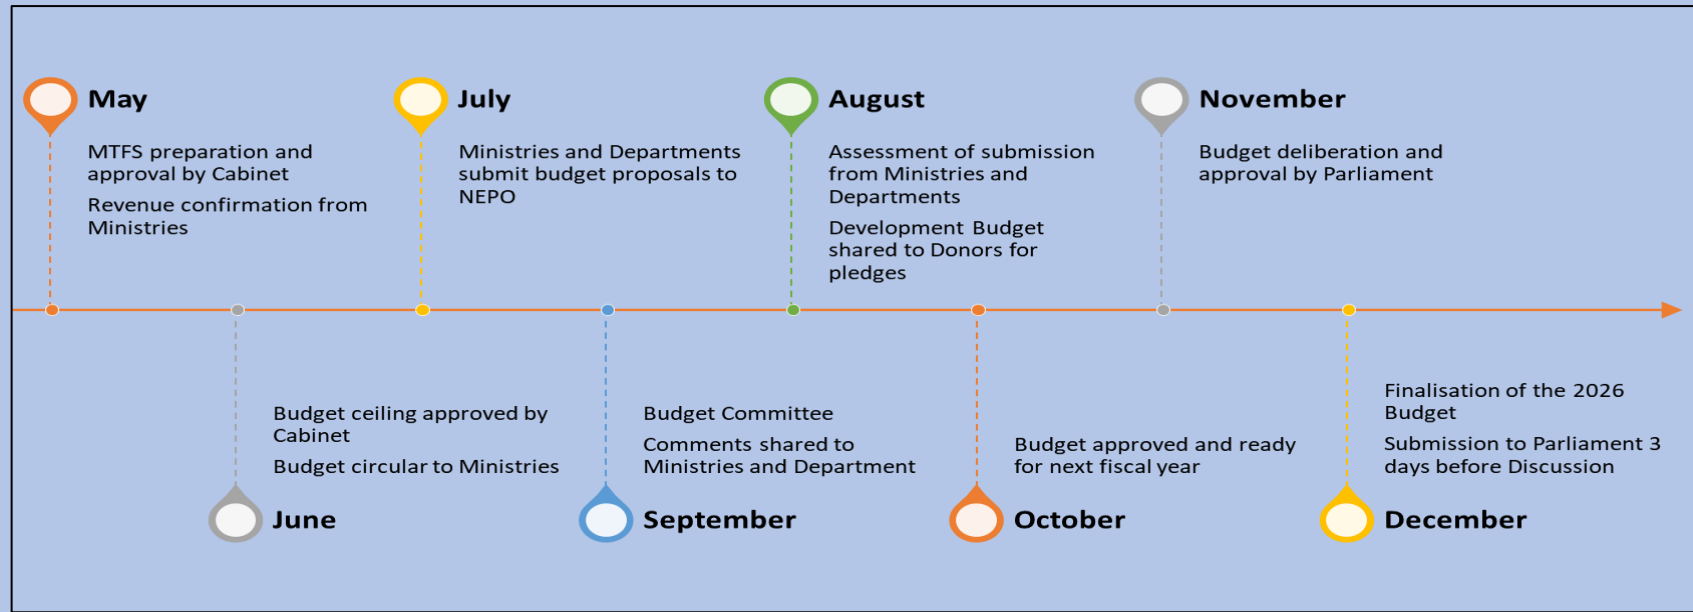 May
MTFS preparation and
approval by Cabinet
Revenue confirmation from
Ministries
July
Ministries and Departments
submit budget proposals to
NEPO
August
Assessment of submission
from Ministries and
Departments
Development Budget
shared to Donors for
pledges
November
Budget deliberation and
approval by Parliament
Budget ceiling approved by
Cabinet
Budget circular to Ministries
June
Budget Committee
Comments shared to
Ministries and Department
September
Budget approved and ready
for next fiscal year
October
Finalisation of the 2026
Budget
Submission to Parliament 3
days before Discussion
December